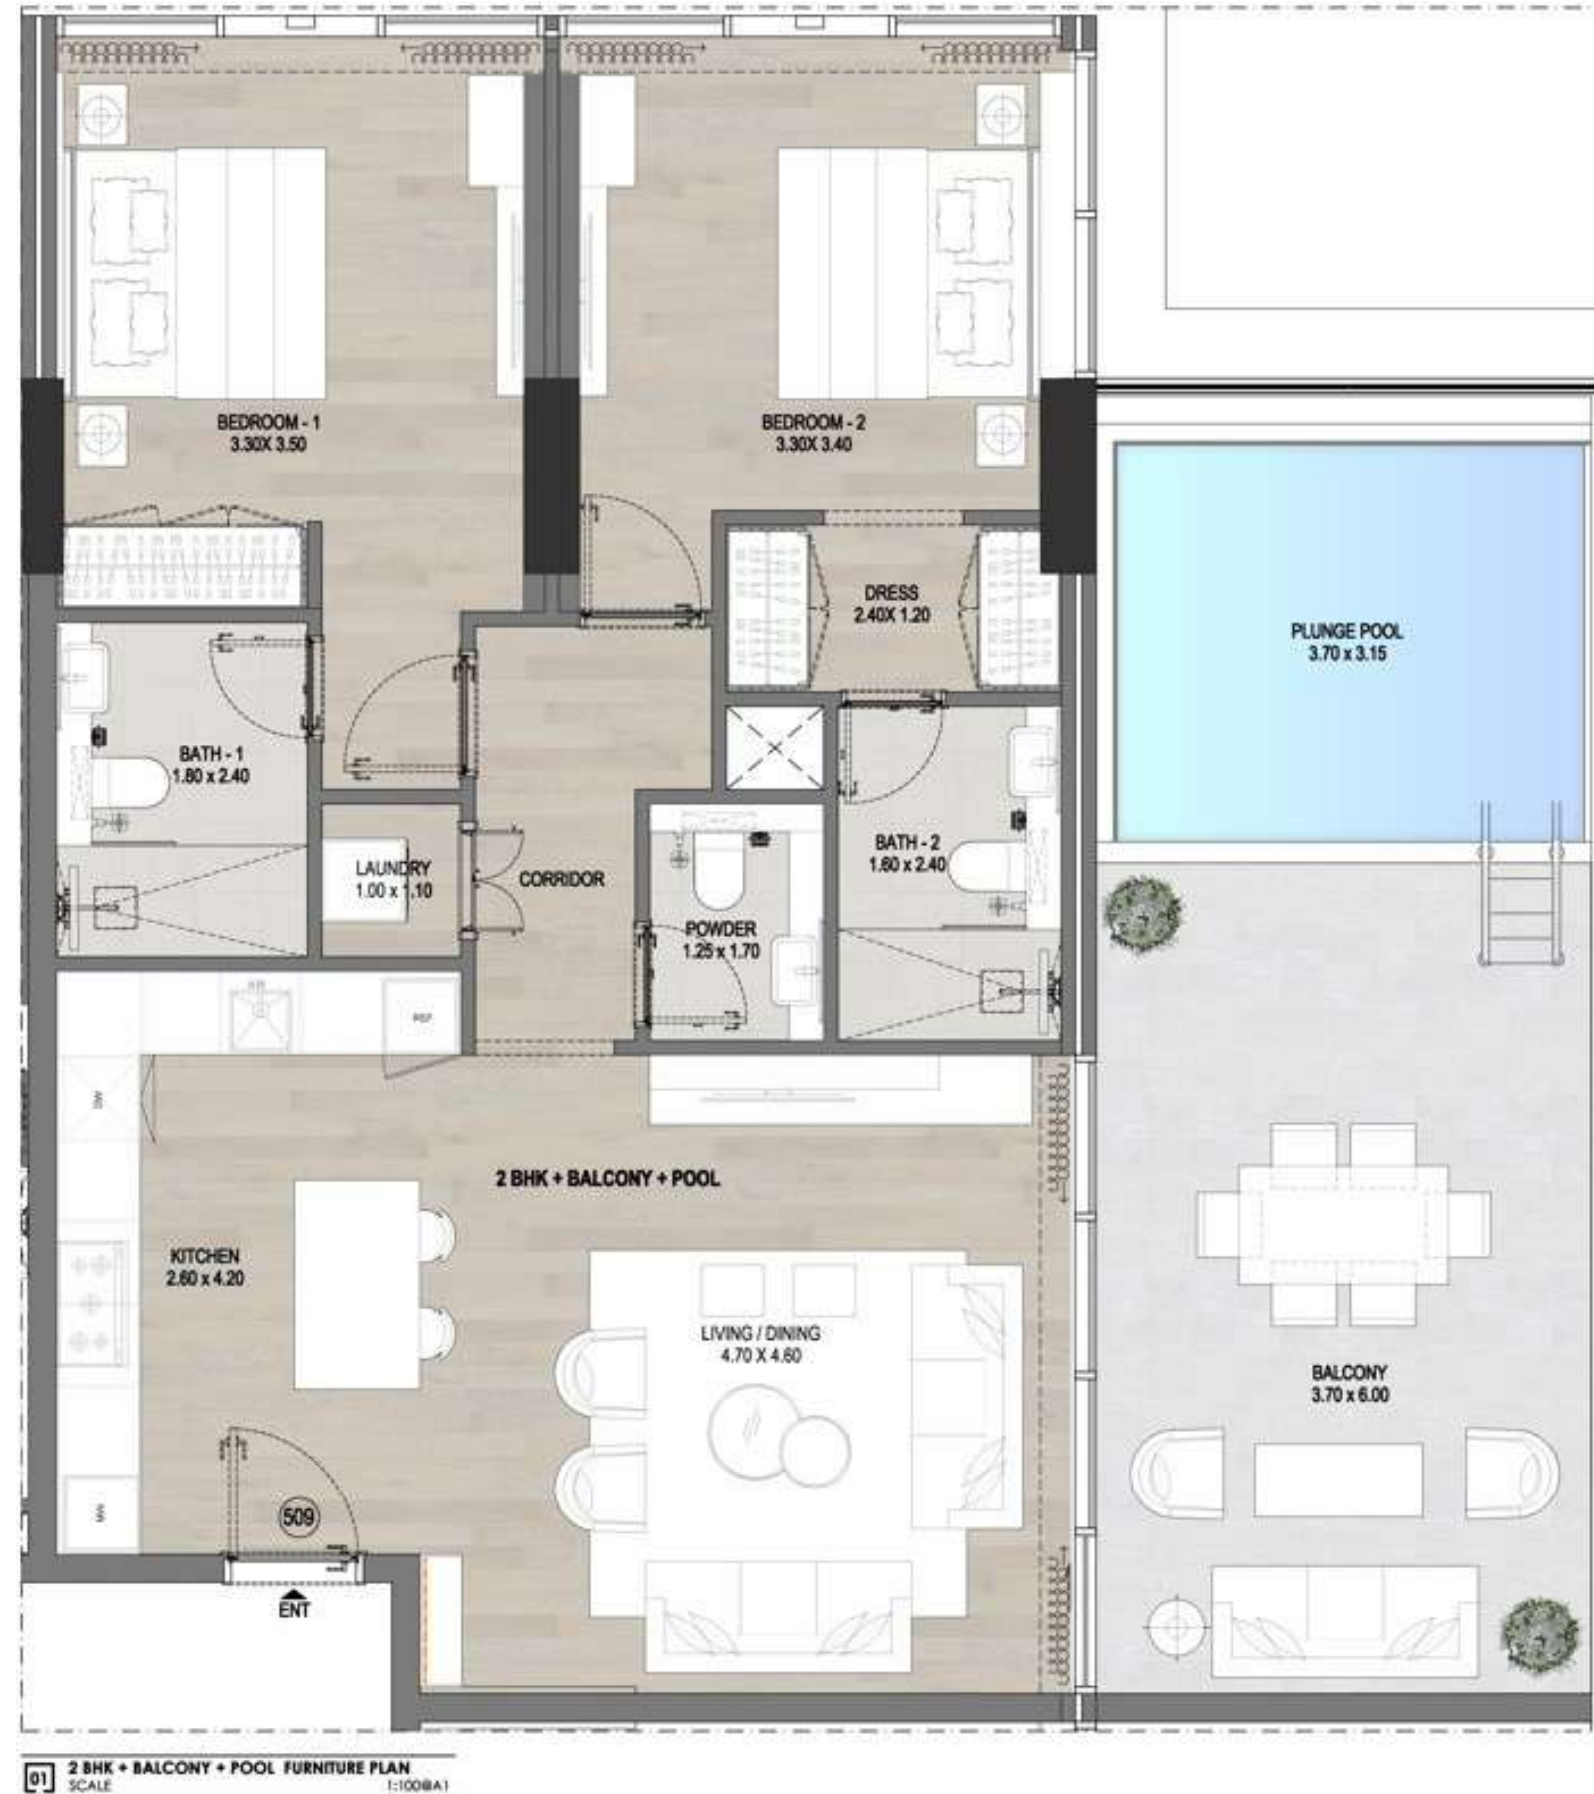 BEDROOM - 1
3.30X 3.50
BEDROOM - 2
3.30X 3.40
DRESS
2.40X 1.20
PLUNGE POOL
3.70 x 3.15
BATH - 1
1.80 x 2.40
BATH - 2
1.60 x 2.40
LAUNDRY
1.00 x 1.10
CORRIDOR
POWDER
1.25 x 1.70
REF
2 BHK + BALCONY + POOL
KITCHEN
2.60 x 4.20
LIVING / DINING
4.70 X 4.60
BALCONY
3.70 x 6.00
509
ENT
01
2 BHK + BALCONY + POOL FURNITURE PLAN
SCALE 1:100@A1